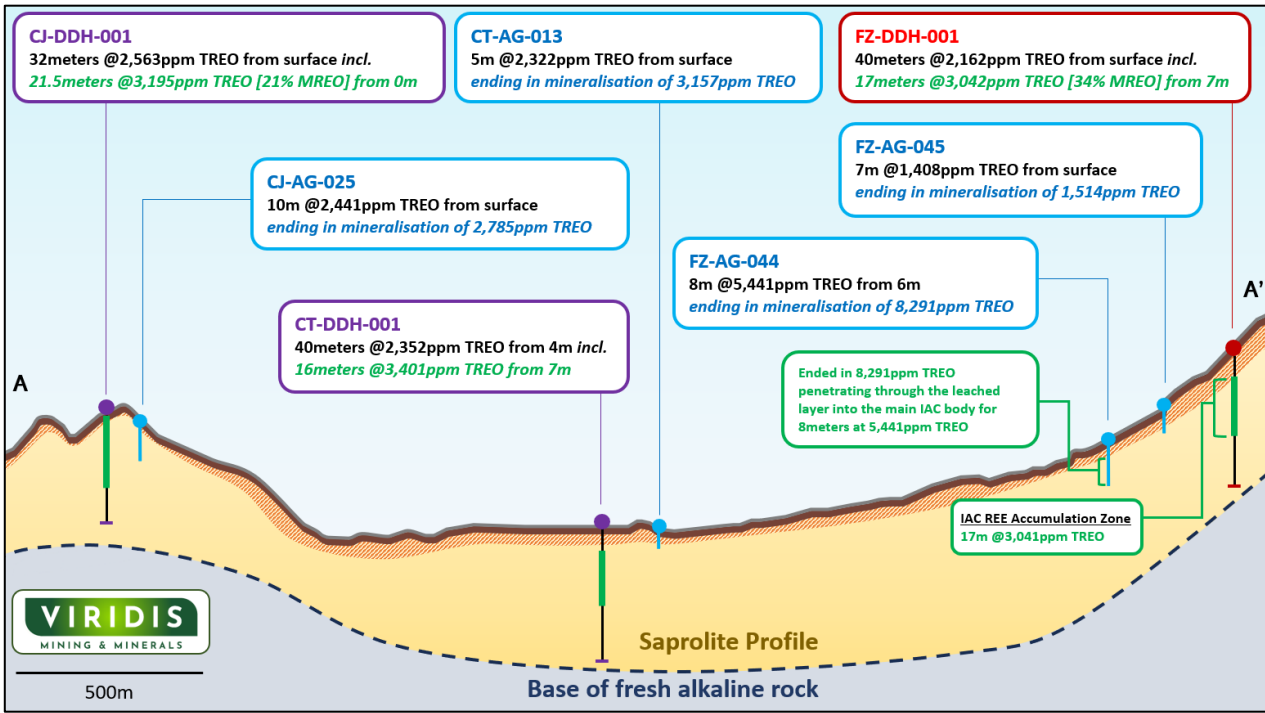 CJ-DDH-001
32meters @2,563ppm TREO from surface incl.
21.5meters @3,195ppm TREO [21% MREO] from 0m
CT-AG-013
5m @2,322ppm TREO from surface
ending in mineralisation of 3,157ppm TREO
FZ-DDH-001
40meters @2,162ppm TREO from surface incl.
17meters @3,042ppm TREO [34% MREO] from 7m
CJ-AG-025
10m @2,441ppm TREO from surface
ending in mineralisation of 2,785ppm TREO
FZ-AG-045
7m @1,408ppm TREO from surface
ending in mineralisation of 1,514ppm TREO
FZ-AG-044
8m @5,441ppm TREO from 6m
ending in mineralisation of 8,291ppm TREO
CT-DDH-001
40meters @2,352ppm TREO from 4m incl.
16meters @3,401ppm TREO from 7m
A
A'
Ended in 8,291ppm TREO
penetrating through the leached
layer into the main IAC body for
8meters at 5,441ppm TREO
IAC REE Accumulation Zone
17m @3,041ppm TREO
VIRIDIS
MINING & MINERALS
500m
Saprolite Profile
Base of fresh alkaline rock